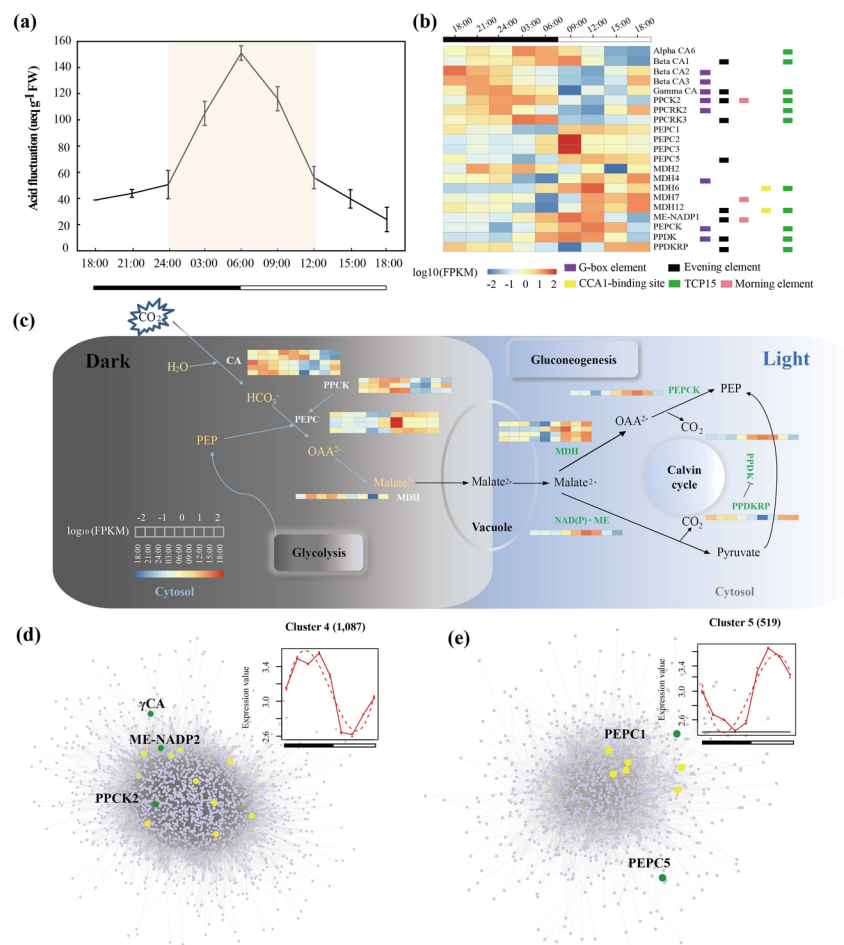 (a)
Acid fluctuation (ueq g-1 FW)
160
140
120
100
80
60
40
20
0
18:00 21:00 24:00 03:00 06:00 09:00 12:00 15:00 18:00
(b)
18:00 21:00 24:00 03:00 06:00 09:00 12:00 15:00 18:00
Alpha CA6
Beta CA1
Beta CA2
Beta CA3
Gamma CA
PPCK2
PPCRK2
PPCRK3
PEPC1
PEPC2
PEPC3
PEPC5
MDH2
MDH4
MDH6
MDH7
MDH12
ME-NADP1
PEPCK
PPDK
PPDKRP
log10(FPKM)
-2 -1 0 1 2
G-box element
Evening element
CCA1-binding site
TCP15
Morning element
(c)
CO2
Dark
H2O
CA
HCO3-
PPCK
PEPC
PEP
OAA2-
Malate2-
MDH
log10(FPKM)
-2 -1 0 1 2
18:00 21:00 24:00 03:00 06:00 09:00 12:00 15:00 18:00
Cytosol
Glycolysis
Malate2-
Vacuole
Gluconeogenesis
Light
PEPCK
PEP
OAA2-
CO2
MDH
Malate2-
Calvin
cycle
PPDK
PPDKRP
NAD(P)-ME
CO2
Pyruvate
Cytosol
(d)
Cluster 4 (1,087)
Expression value
3.4
3.0
2.6
γCA
ME-NADP2
PPCK2
(e)
Cluster 5 (519)
Expression value
3.4
3.0
2.6
PEPC1
PEPC5